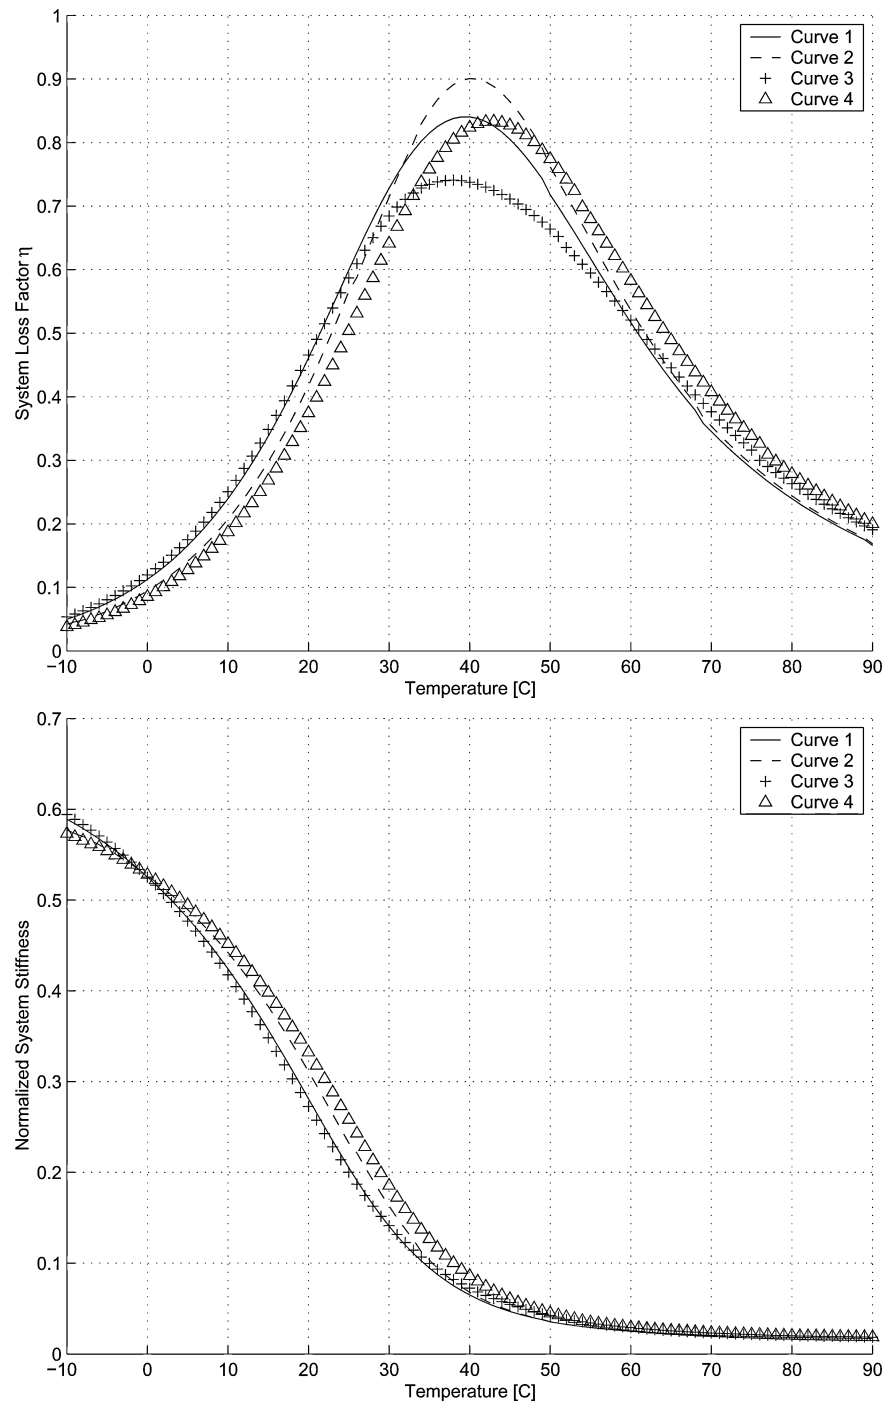 1
0.9
0.8
0.7
0.6
0.5
0.4
0.3
0.2
0.1
0
System Loss Factor η
Curve 1
Curve 2
Curve 3
Curve 4
−10 0 10 20 30 40 50 60 70 80 90
Temperature [C]
0.7
0.6
0.5
0.4
0.3
0.2
0.1
0
Normalized System Stiffness
Curve 1
Curve 2
Curve 3
Curve 4
−10 0 10 20 30 40 50 60 70 80 90
Temperature [C]